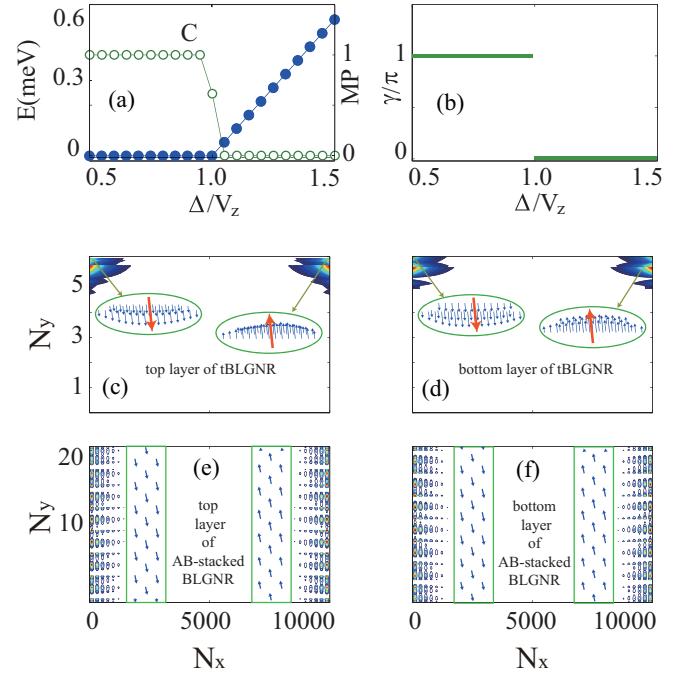 0.6
0.3
0
E(meV)
C
(a)
1
0
MP
0.5 1.0 1.5
Δ/V_z
1
0
γ/π
(b)
0.5 1.0 1.5
Δ/V_z
5
3
1
N_y
(c)
top layer of tBLGNR
(d)
bottom layer of tBLGNR
20
10
N_y
(e)
top
layer
of
AB-stacked
BLGNR
0 5000 10000
N_x
(f)
bottom
layer
of
AB-stacked
BLGNR
0 5000 10000
N_x